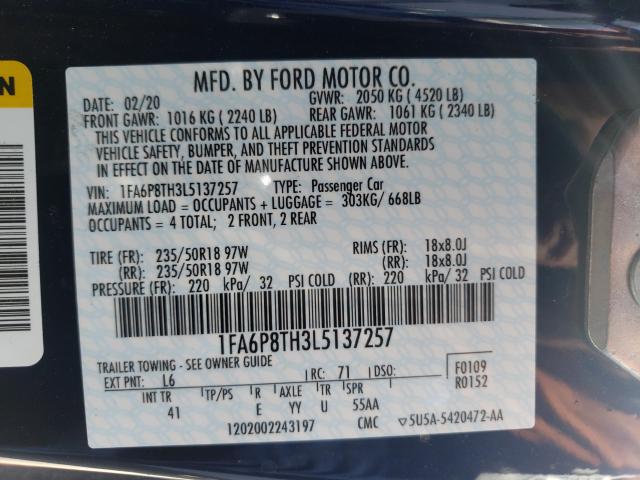 ON
MFD. BY FORD MOTOR CO.
DATE: 02/20 GVWR: 2050 KG ( 4520 LB)
FRONT GAWR: 1016 KG ( 2240 LB) REAR GAWR: 1061 KG ( 2340 LB)
THIS VEHICLE CONFORMS TO ALL APPLICABLE FEDERAL MOTOR
VEHICLE SAFETY, BUMPER, AND THEFT PREVENTION STANDARDS
IN EFFECT ON THE DATE OF MANUFACTURE SHOWN ABOVE.
VIN: 1FA6P8TH3L5137257 TYPE: Passenger Car
MAXIMUM LOAD = OCCUPANTS + LUGGAGE = 303KG/ 668LB
OCCUPANTS = 4 TOTAL; 2 FRONT, 2 REAR
TIRE (FR): 235/50R18 97W RIMS (FR): 18x8.0J
(RR): 235/50R18 97W (RR): 18x8.0J
PRESSURE (FR): 220 kPa/ 32 PSI COLD (RR): 220 kPa/ 32 PSI COLD
1FA6P8TH3L5137257
TRAILER TOWING - SEE OWNER GUIDE
EXT PNT: L6 RC: 71 DSO: F0109
R0152
INT TR TP/PS R AXLE TR SPR
41 E YY U 55AA
1202002243197 CMC 5U5A-5420472-AA